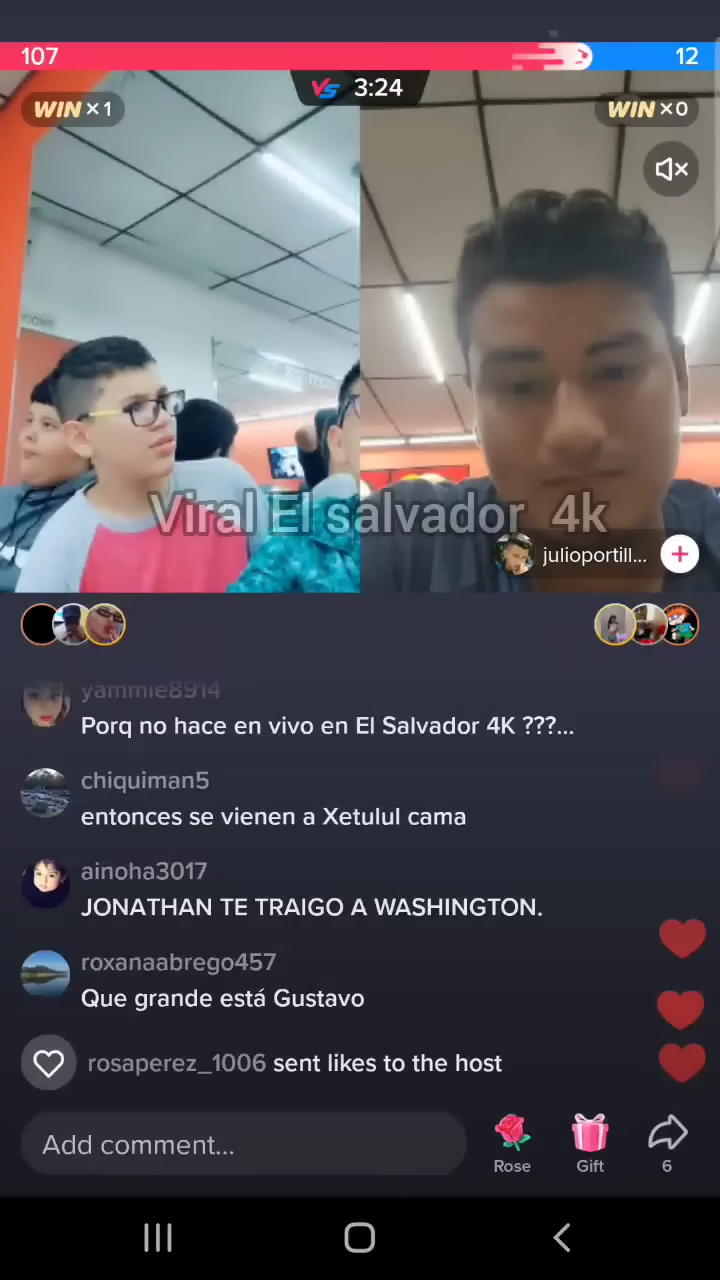 107
12
VS 3:24
WIN ×1
WIN ×0
Viral El salvador 4k
julioportill...
yammie8914
Porq no hace en vivo en El Salvador 4K ???...
chiquiman5
entonces se vienen a Xetulul cama
ainoha3017
JONATHAN TE TRAIGO A WASHINGTON.
roxanaabrego457
Que grande está Gustavo
rosaperez_1006 sent likes to the host
Add comment...
Rose
Gift
6